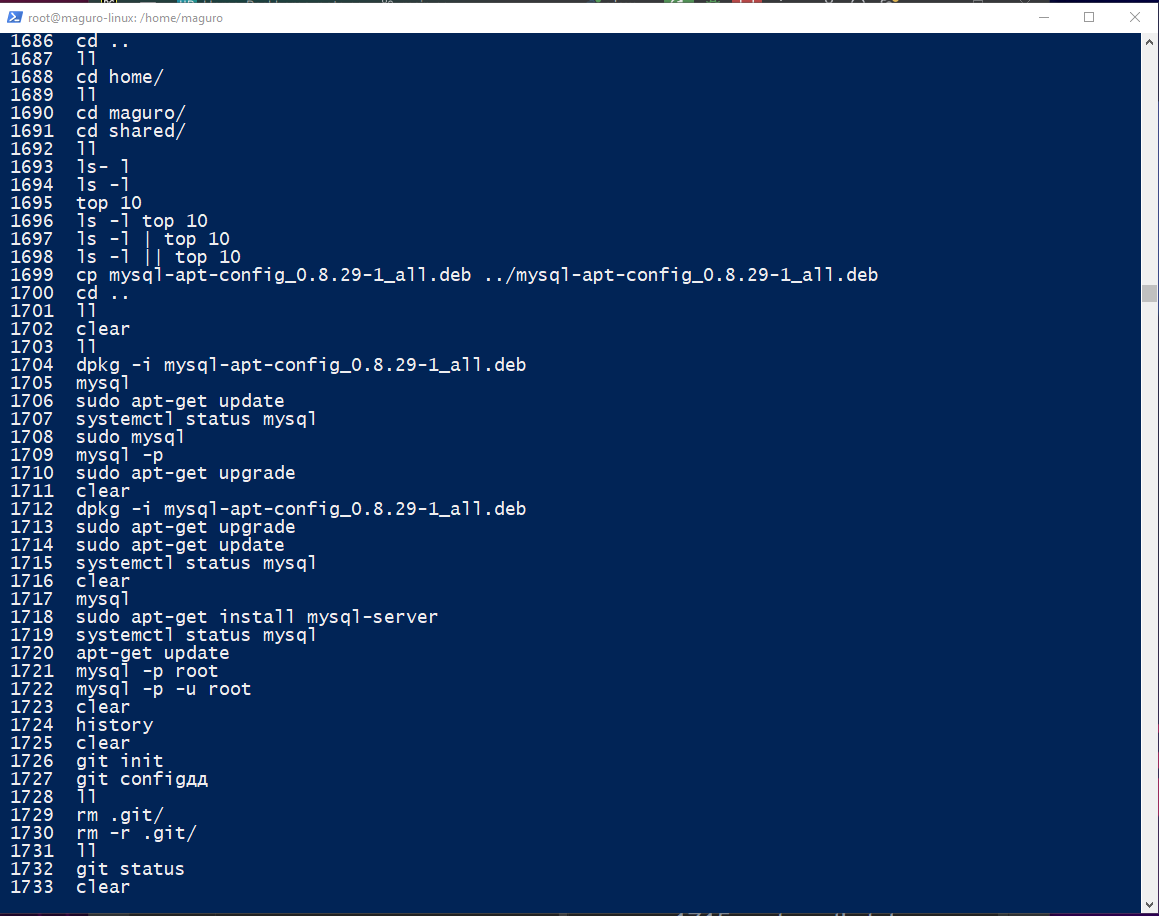 root@maguro-linux: /home/maguro
1686 cd ..
1687 ll
1688 cd home/
1689 ll
1690 cd maguro/
1691 cd shared/
1692 ll
1693 ls- l
1694 ls -l
1695 top 10
1696 ls -l top 10
1697 ls -l | top 10
1698 ls -l || top 10
1699 cp mysql-apt-config_0.8.29-1_all.deb ../mysql-apt-config_0.8.29-1_all.deb
1700 cd ..
1701 ll
1702 clear
1703 ll
1704 dpkg -i mysql-apt-config_0.8.29-1_all.deb
1705 mysql
1706 sudo apt-get update
1707 systemctl status mysql
1708 sudo mysql
1709 mysql -p
1710 sudo apt-get upgrade
1711 clear
1712 dpkg -i mysql-apt-config_0.8.29-1_all.deb
1713 sudo apt-get upgrade
1714 sudo apt-get update
1715 systemctl status mysql
1716 clear
1717 mysql
1718 sudo apt-get install mysql-server
1719 systemctl status mysql
1720 apt-get update
1721 mysql -p root
1722 mysql -p -u root
1723 clear
1724 history
1725 clear
1726 git init
1727 git configдд
1728 ll
1729 rm .git/
1730 rm -r .git/
1731 ll
1732 git status
1733 clear